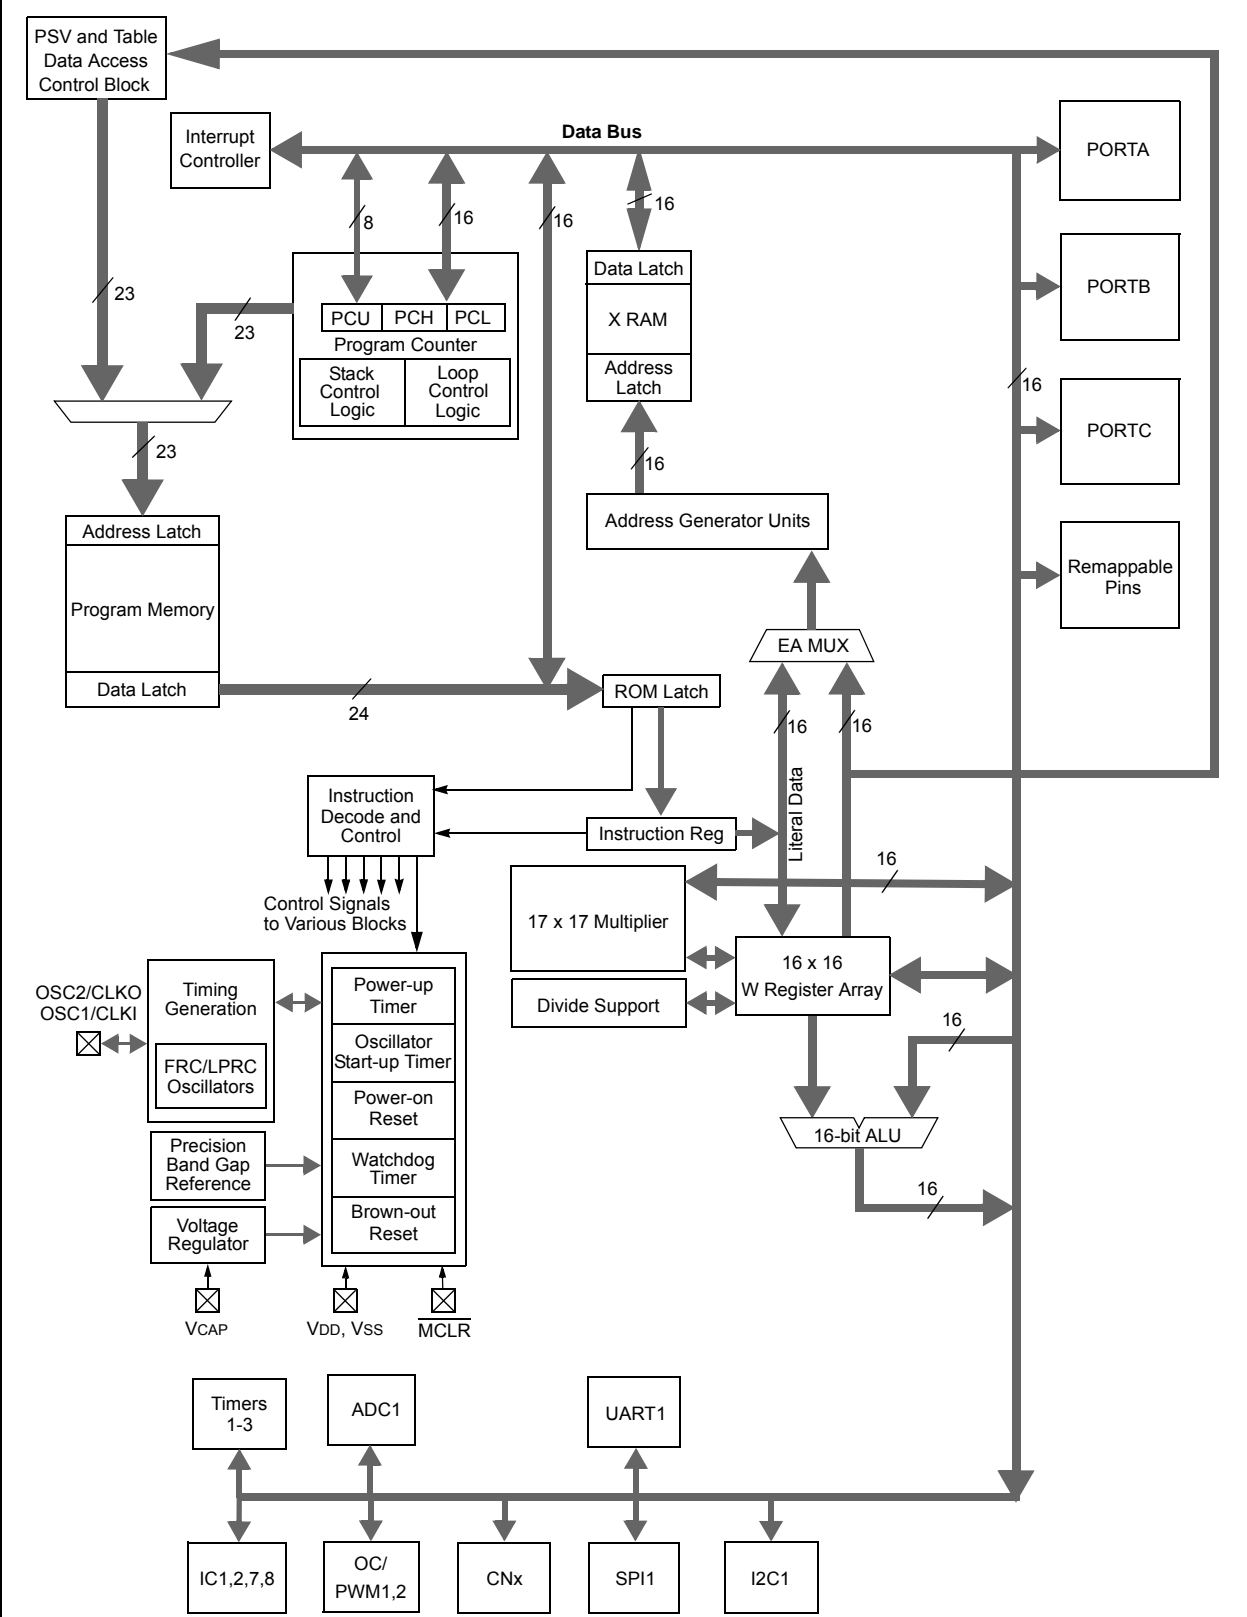 PSV and Table
Data Access
Control Block
Interrupt
Controller
Data Bus
PORTA
8
16
16
16
23
23
PCU
PCH
PCL
Program Counter
Stack
Control
Logic
Loop
Control
Logic
Data Latch
X RAM
Address
Latch
PORTB
16
PORTC
23
16
Address Latch
Program Memory
Data Latch
Address Generator Units
Remappable
Pins
EA MUX
24
ROM Latch
16
16
Literal Data
Instruction
Decode and
Control
Instruction Reg
16
Control Signals
to Various Blocks
17 x 17 Multiplier
16 x 16
W Register Array
Divide Support
OSC2/CLKO
OSC1/CLKI
Timing
Generation
FRC/LPRC
Oscillators
Power-up
Timer
Oscillator
Start-up Timer
Power-on
Reset
Watchdog
Timer
Brown-out
Reset
16
16-bit ALU
16
Precision
Band Gap
Reference
Voltage
Regulator
VCAP
VDD, VSS
MCLR
Timers
1-3
ADC1
UART1
IC1,2,7,8
OC/
PWM1,2
CNx
SPI1
I2C1